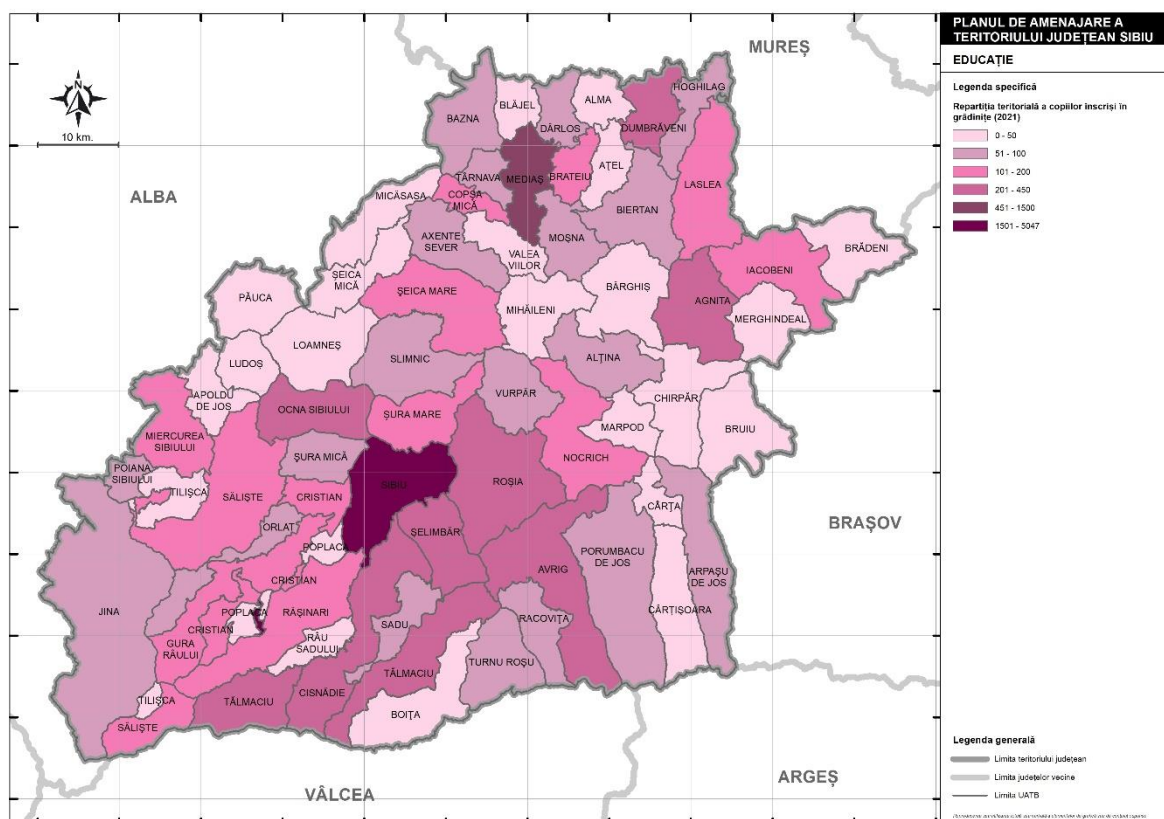 PLANUL DE AMENAJARE A
TERITORIULUI JUDEȚEAN SIBIU
EDUCAȚIE
Legenda specifică
Repartiția teritorială a copiilor înscriși în
grădinițe (2021)
0 - 50
51 - 100
101 - 200
201 - 450
451 - 1500
1501 - 5047
10 km.
MUREȘ
ALBA
BRAȘOV
ARGEȘ
VÂLCEA
HOGHILAG
BLĂJEL
ALMA
BAZNA
DÂRLOS
DUMBRĂVENI
AȚEL
TÂRNAVA
MEDIAȘ
BRATEIU
LASLEA
MICĂSASA
COPȘA
MICĂ
BIERTAN
AXENTE
SEVER
MOȘNA
BRĂDENI
VALEA
VIILOR
IACOBENI
ȘEICA
MICĂ
BÂRGHIȘ
PĂUCA
ȘEICA MARE
AGNITA
MIHĂILENI
MERGHINDEAL
LOAMNEȘ
SLIMNIC
ALȚINA
LUDOȘ
APOLDU
DE JOS
VURPĂR
CHIRPĂR
OCNA SIBIULUI
ȘURA MARE
MARPOD
BRUIU
MIERCUREA
SIBIULUI
ȘURA MICĂ
NOCRICH
POIANA
SIBIULUI
TILIȘCA
SĂLIȘTE
CRISTIAN
SIBIU
ROȘIA
CÂRȚA
ORLAT
ȘELIMBĂR
POPLACA
PORUMBACU
DE JOS
AVRIG
ARPAȘU
DE JOS
CRISTIAN
JINA
POPLACA
RĂȘINARI
CÂRȚIȘOARA
SADU
RACOVIȚA
CRISTIAN
GURA
RÂULUI
RÂU
SADULUI
TURNU ROȘU
TĂLMACIU
TILIȘCA
TĂLMACIU
CISNĂDIE
BOIȚA
SĂLIȘTE
Legenda generală
Limita teritoriului județean
Limita județelor vecine
Limita UATB